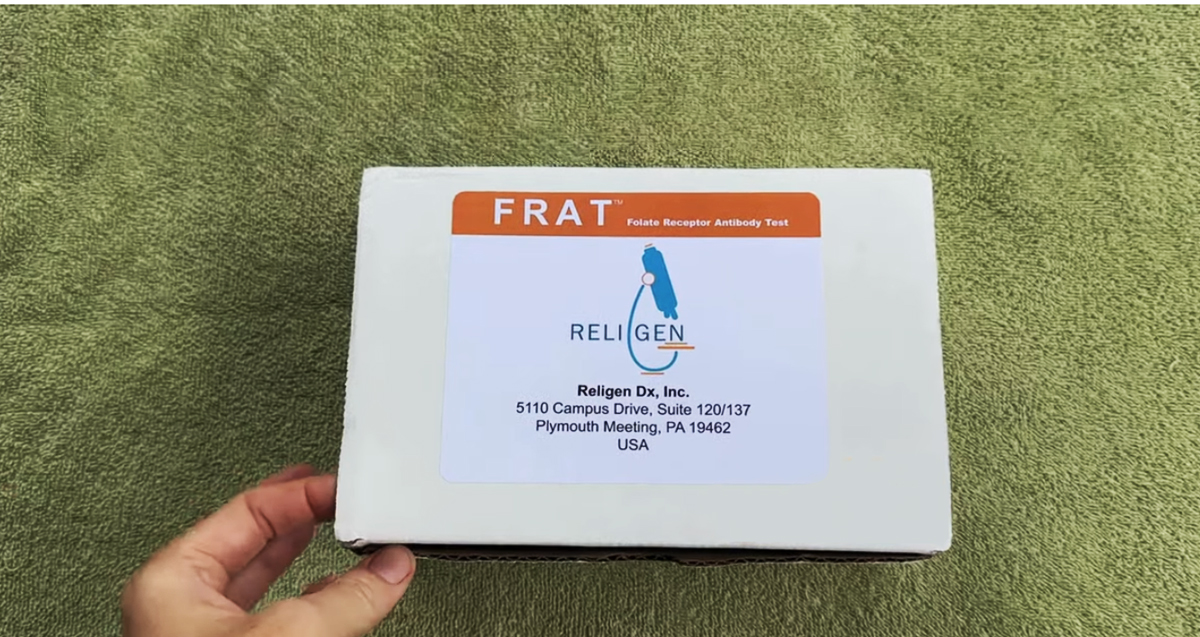 FRAT™ Folate Receptor Antibody Test
RELIGEN
Religen Dx, Inc.
5110 Campus Drive, Suite 120/137
Plymouth Meeting, PA 19462
USA